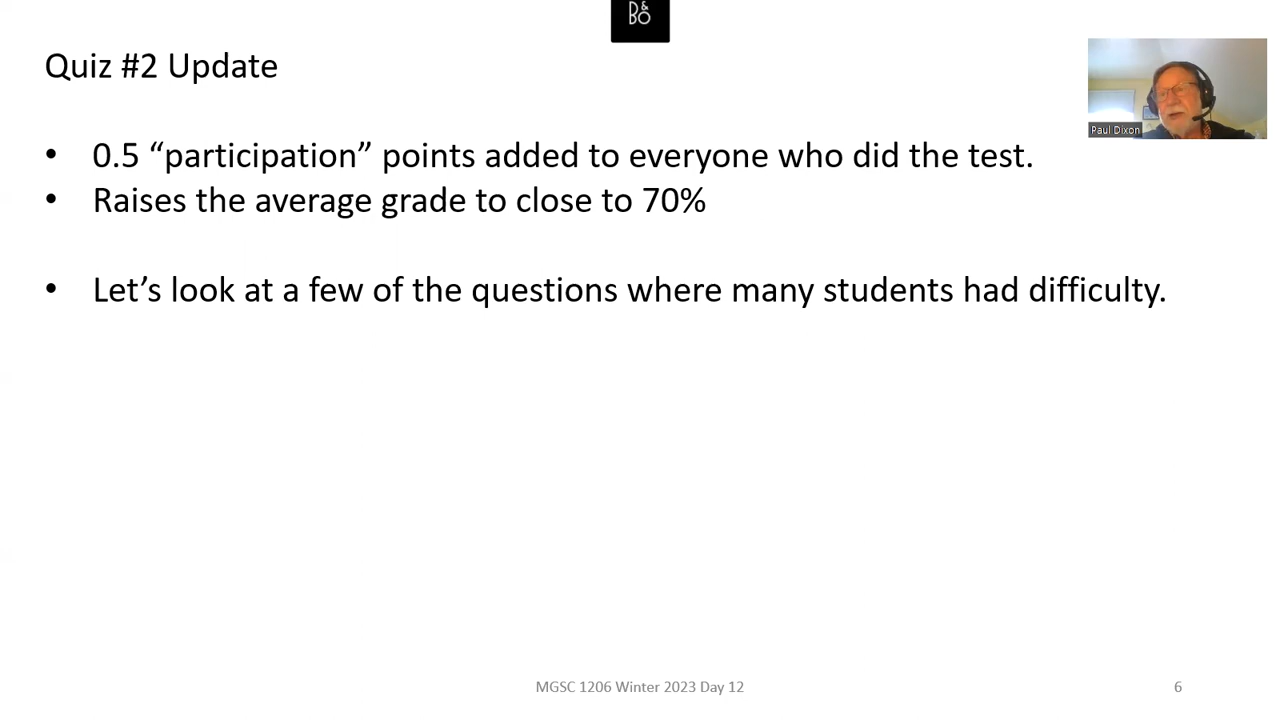 B&
BO
Quiz #2 Update
Paul Dixon
• 0.5 “participation” points added to everyone who did the test.
• Raises the average grade to close to 70%
• Let’s look at a few of the questions where many students had difficulty.
MGSC 1206 Winter 2023 Day 12
6